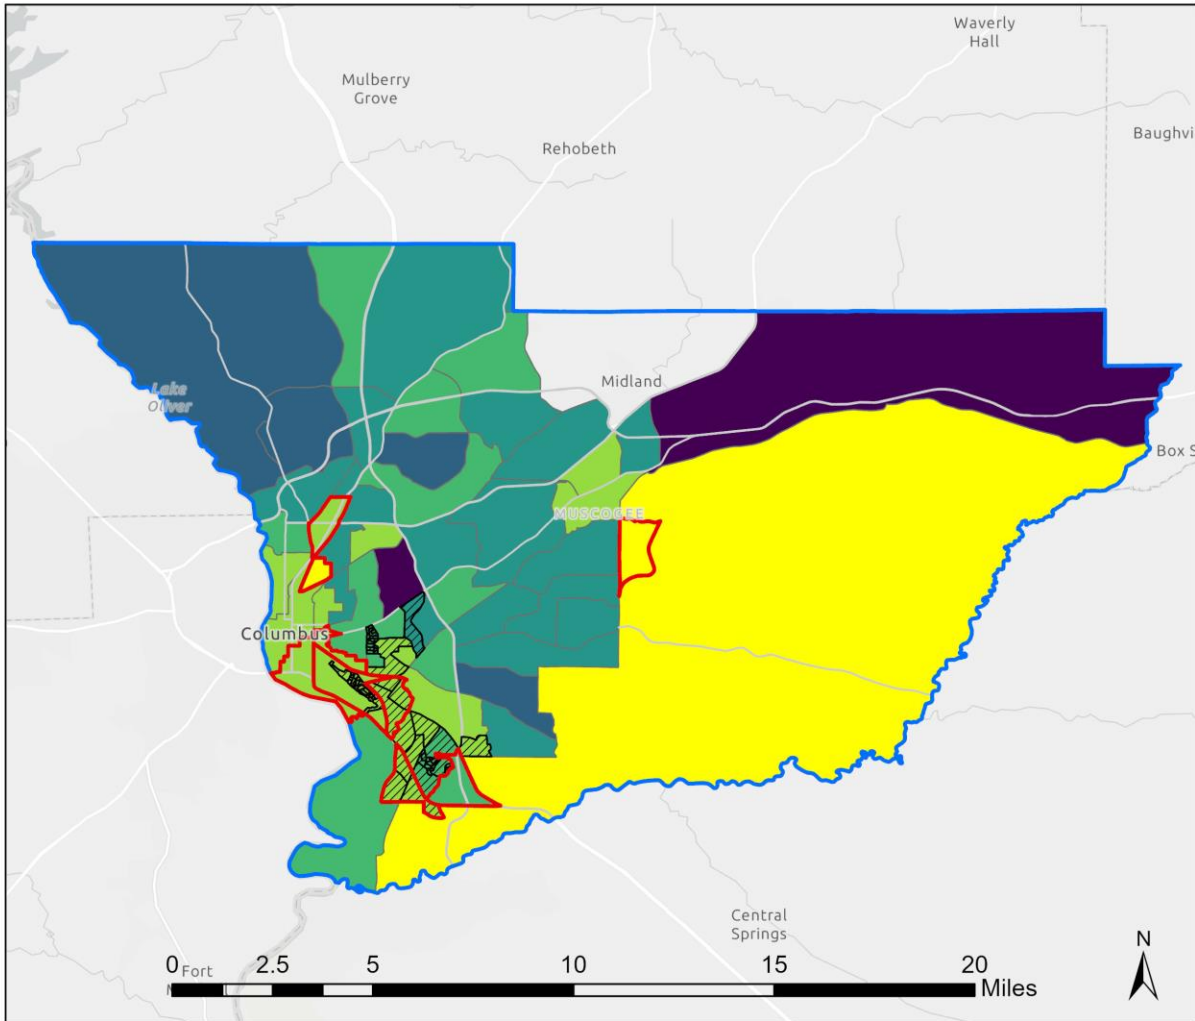 Waverly
Hall
Mulberry
Grove
Baughvi
Rehobeth
Lake
Oliver
Midland
Box S
MUSCOGEE
Columbus
Central
Springs
N
0 2.5 5 10 15 20
Fort
Miles